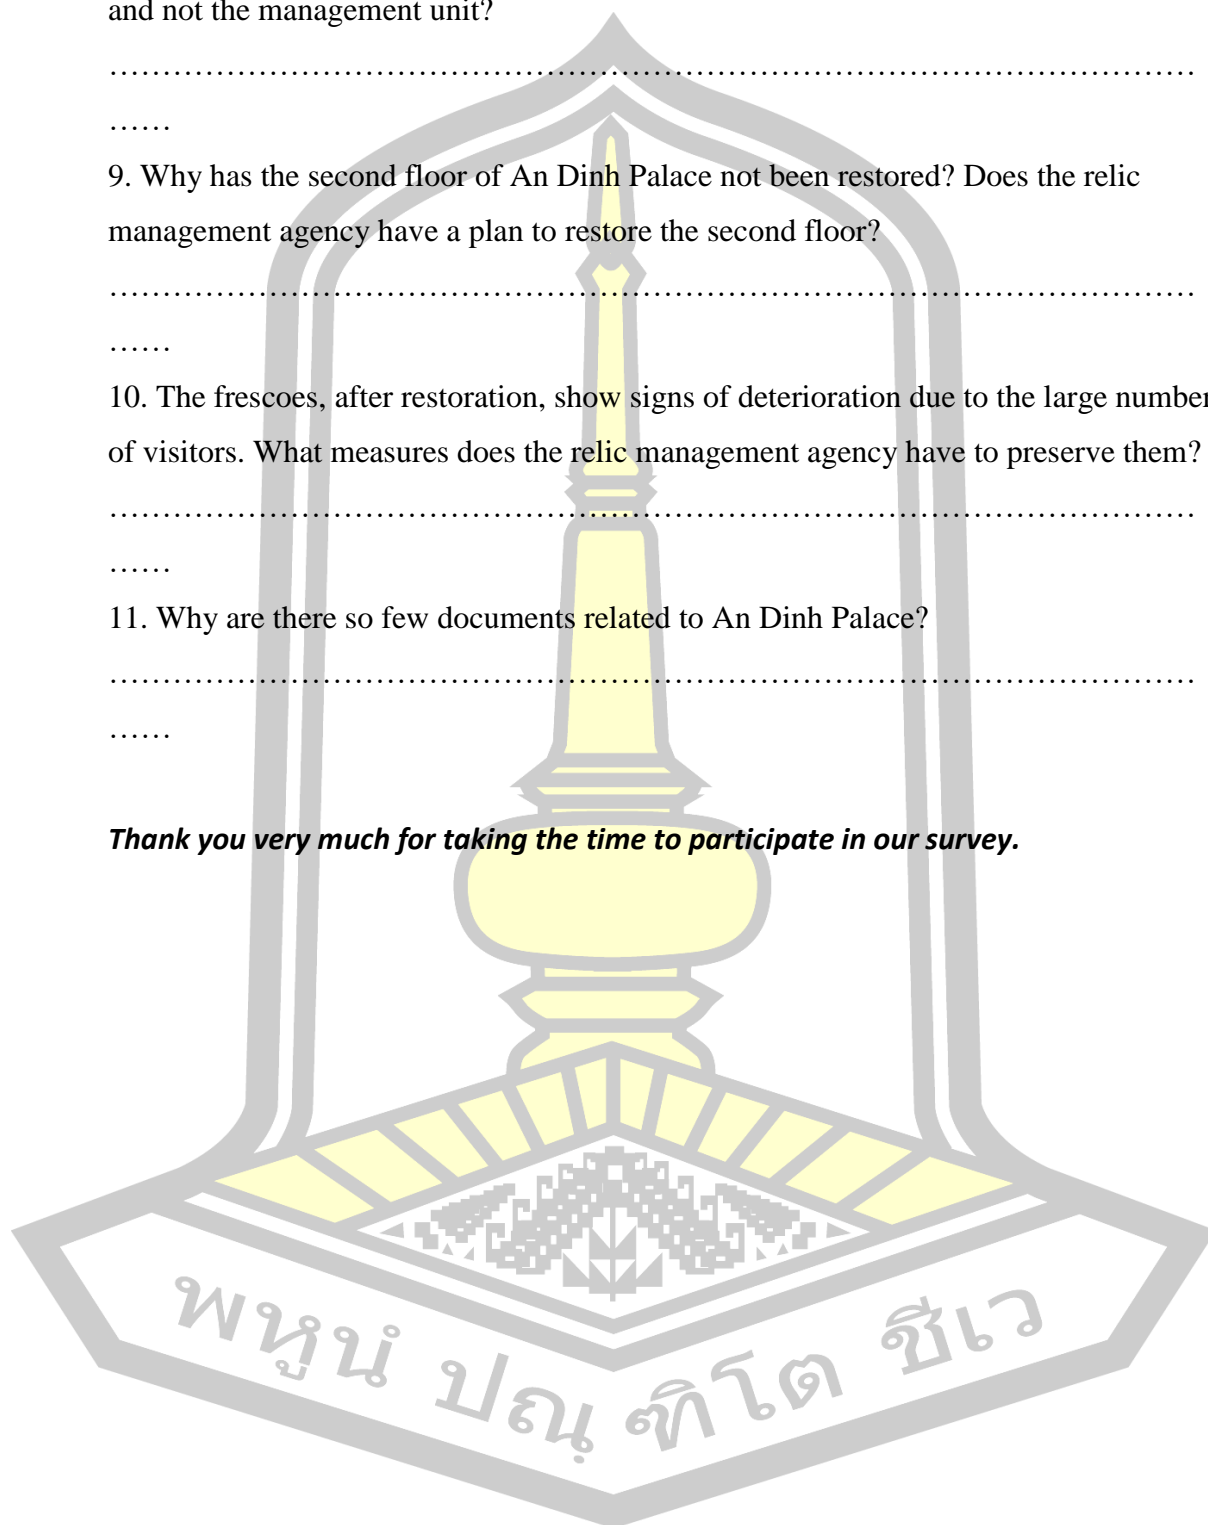 and not the management unit?
……………………………………………………………………………………………
……
9. Why has the second floor of An Dinh Palace not been restored? Does the relic
management agency have a plan to restore the second floor?
……………………………………………………………………………………………
……
10. The frescoes, after restoration, show signs of deterioration due to the large number
of visitors. What measures does the relic management agency have to preserve them?
……………………………………………………………………………………………
……
11. Why are there so few documents related to An Dinh Palace?
……………………………………………………………………………………………
……
Thank you very much for taking the time to participate in our survey.
พหูนํ ปณฺฑิโต ชีเว